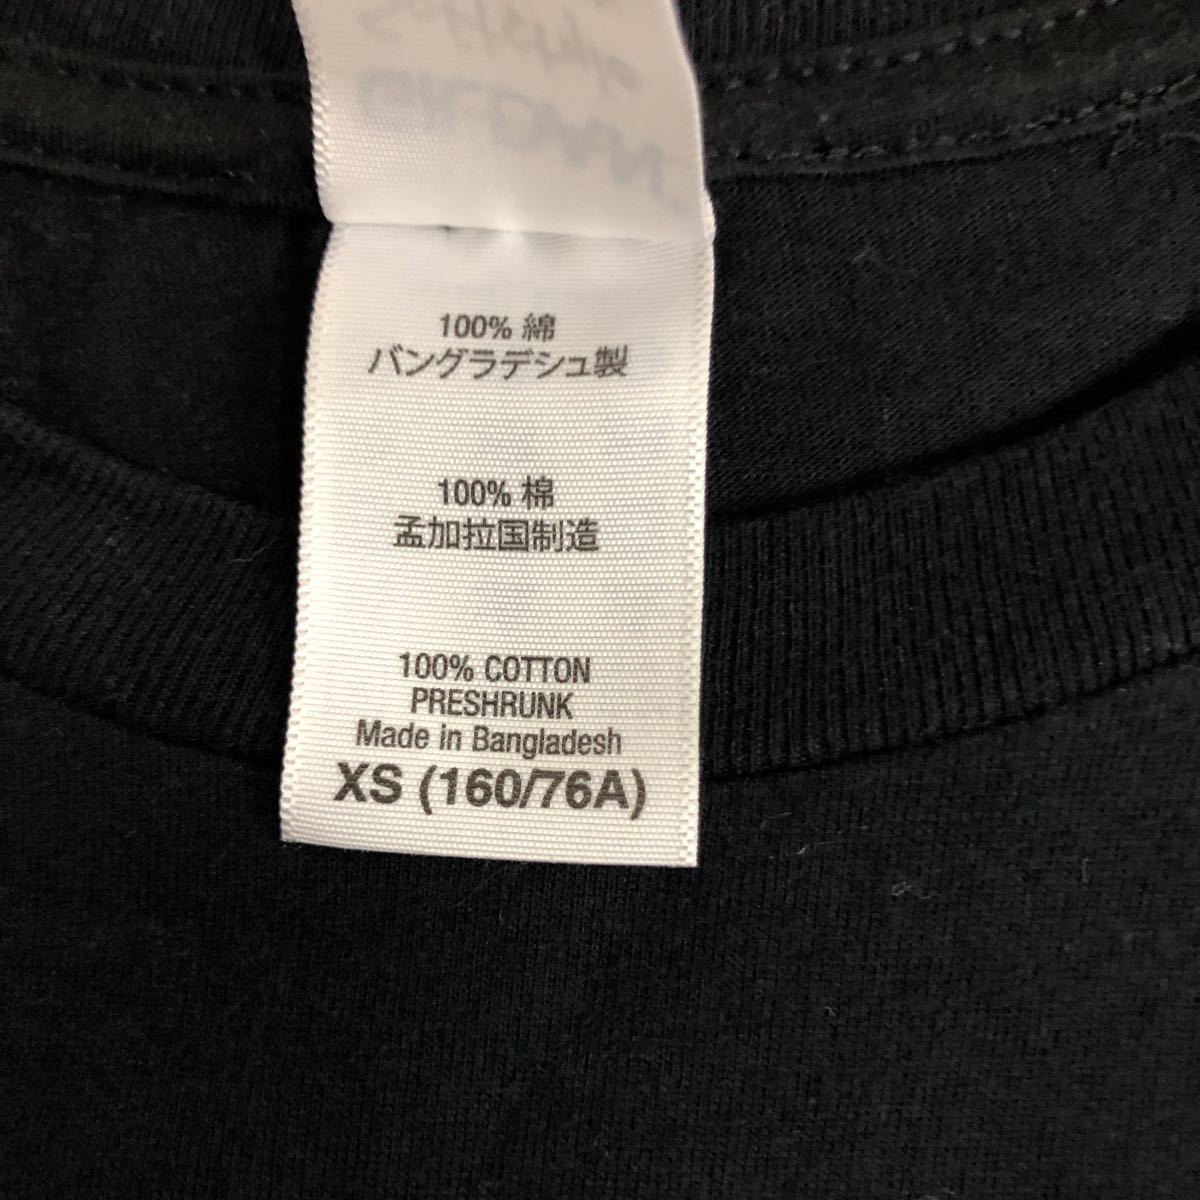 100% 綿
バングラデシュ製
100% 棉
孟加拉国制造
100% COTTON
PRESHRUNK
Made in Bangladesh
XS (160/76A)